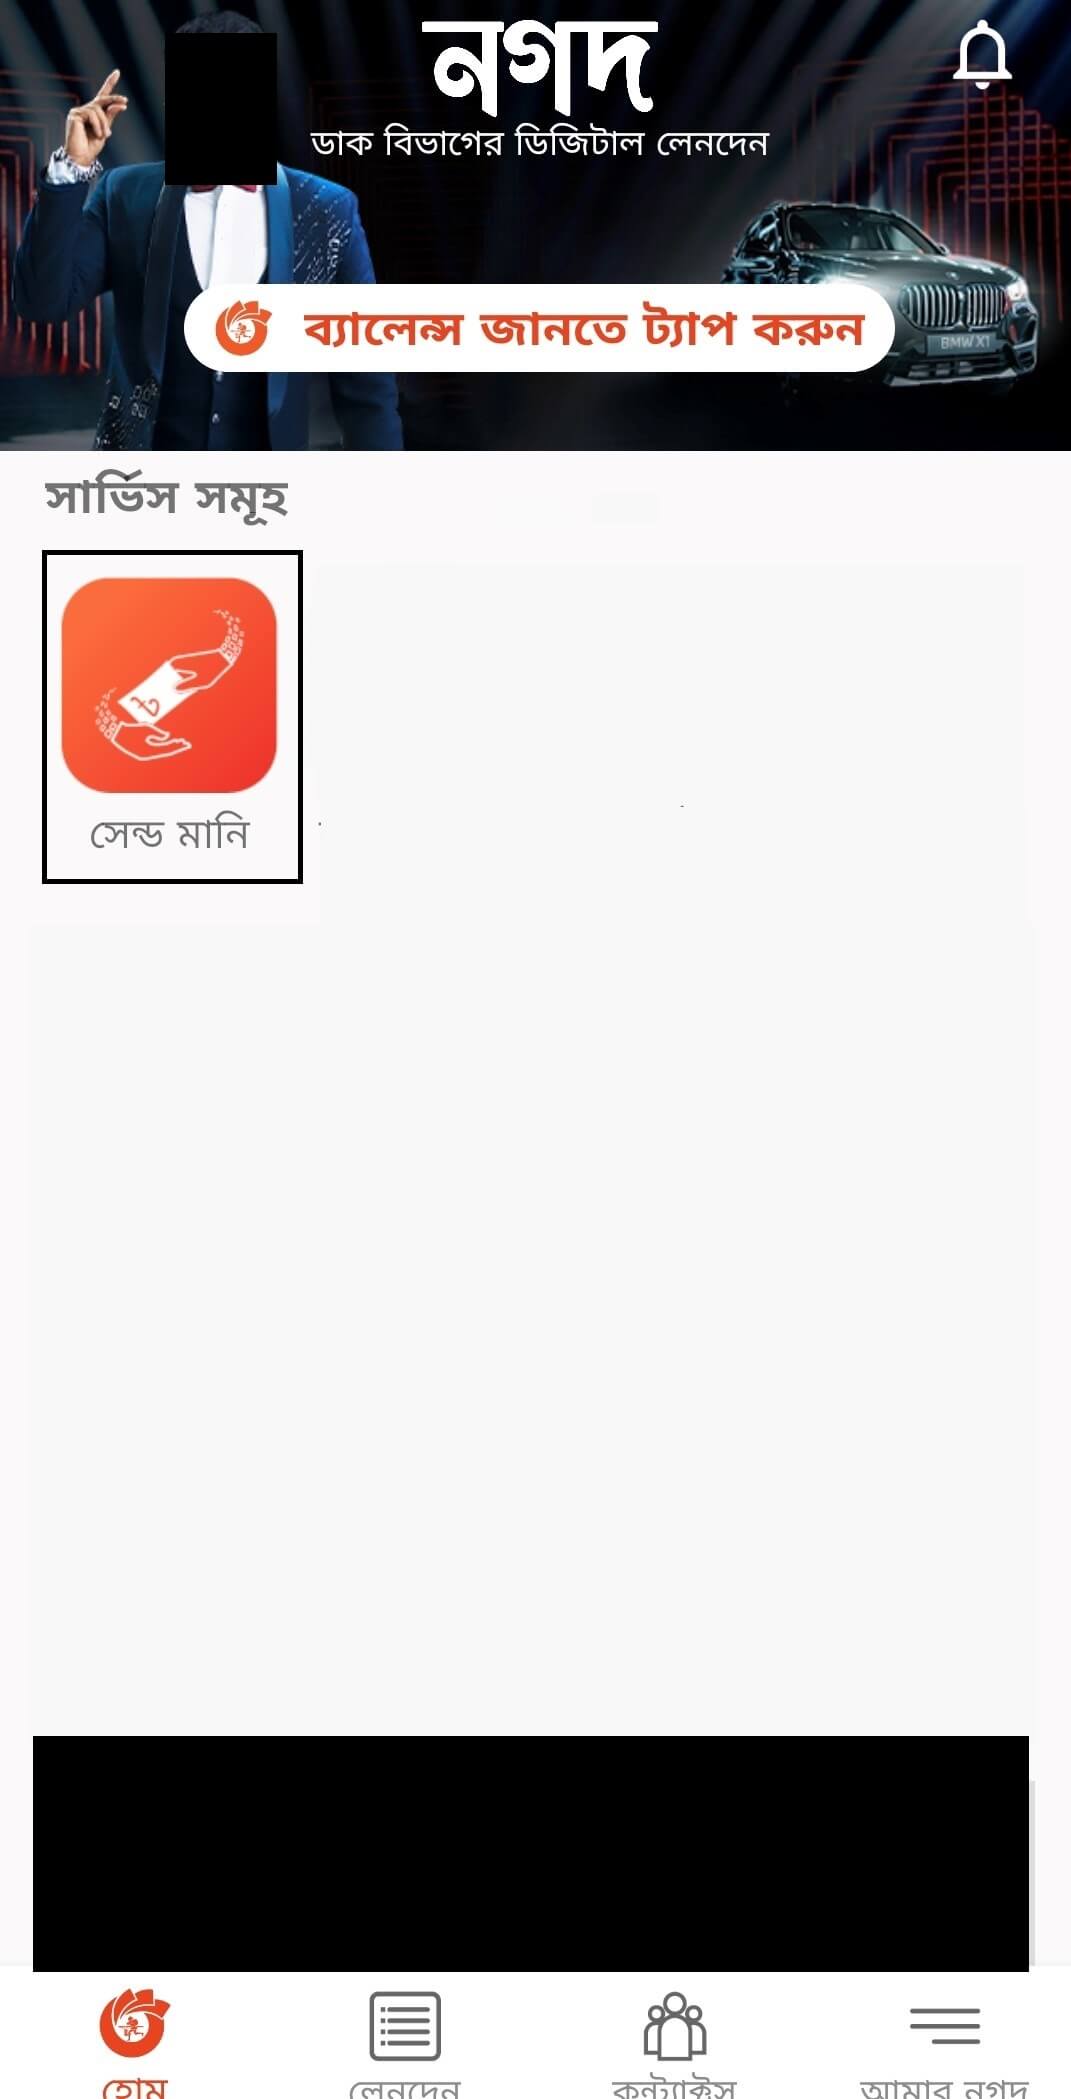 নগদ
ডাক বিভাগের ডিজিটাল লেনদেন
ব্যালেন্স জানতে ট্যাপ করুন
BMW X1
সার্ভিস সমূহ
৳
সেন্ড মানি
হোম লেনদেন কন্ট্যাক্টস আমার নগদ